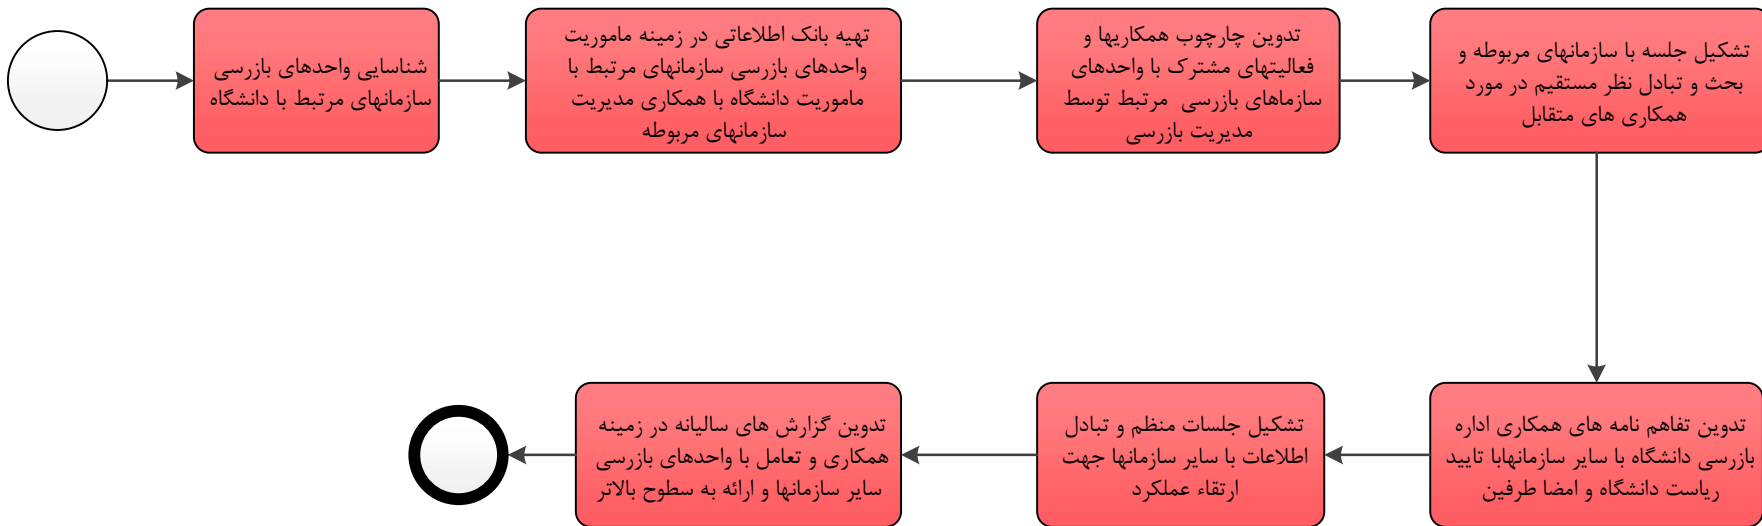 شناسایی واحدهای بازرسی
سازمانهای مرتبط با دانشگاه
تهیه بانک اطلاعاتی در زمینه ماموریت
واحدهای بازرسی سازمانهای مرتبط با
ماموریت دانشگاه با همکاری مدیریت
سازمانهای مربوطه
تدوین چارچوب همکاریها و
فعالیتهای مشترک با واحدهای
سازماهای بازرسی مرتبط توسط
مدیریت بازرسی
تشکیل جلسه با سازمانهای مربوطه و
بحث و تبادل نظر مستقیم در مورد
همکاری های متقابل
تدوین تفاهم نامه های همکاری اداره
بازرسی دانشگاه با سایر سازمانهابا تایید
ریاست دانشگاه و امضا طرفین
تشکیل جلسات منظم و تبادل
اطلاعات با سایر سازمانها جهت
ارتقاء عملکرد
تدوین گزارش های سالیانه در زمینه
همکاری و تعامل با واحدهای بازرسی
سایر سازمانها و ارائه به سطوح بالاتر